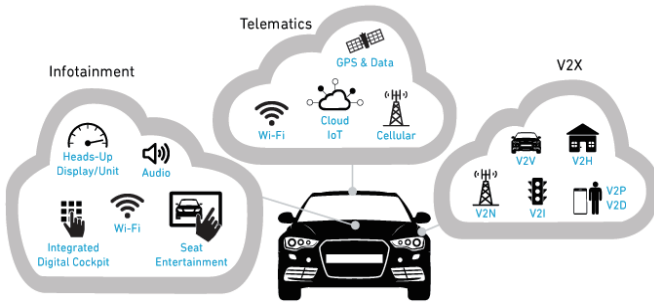 Telematics
GPS & Data
Wi-Fi
Cloud
IoT
Cellular
Infotainment
Heads-Up
Display/Unit
Audio
Integrated
Digital Cockpit
Wi-Fi
Seat
Entertainment
V2X
V2V
V2H
V2N
V2I
V2P
V2D